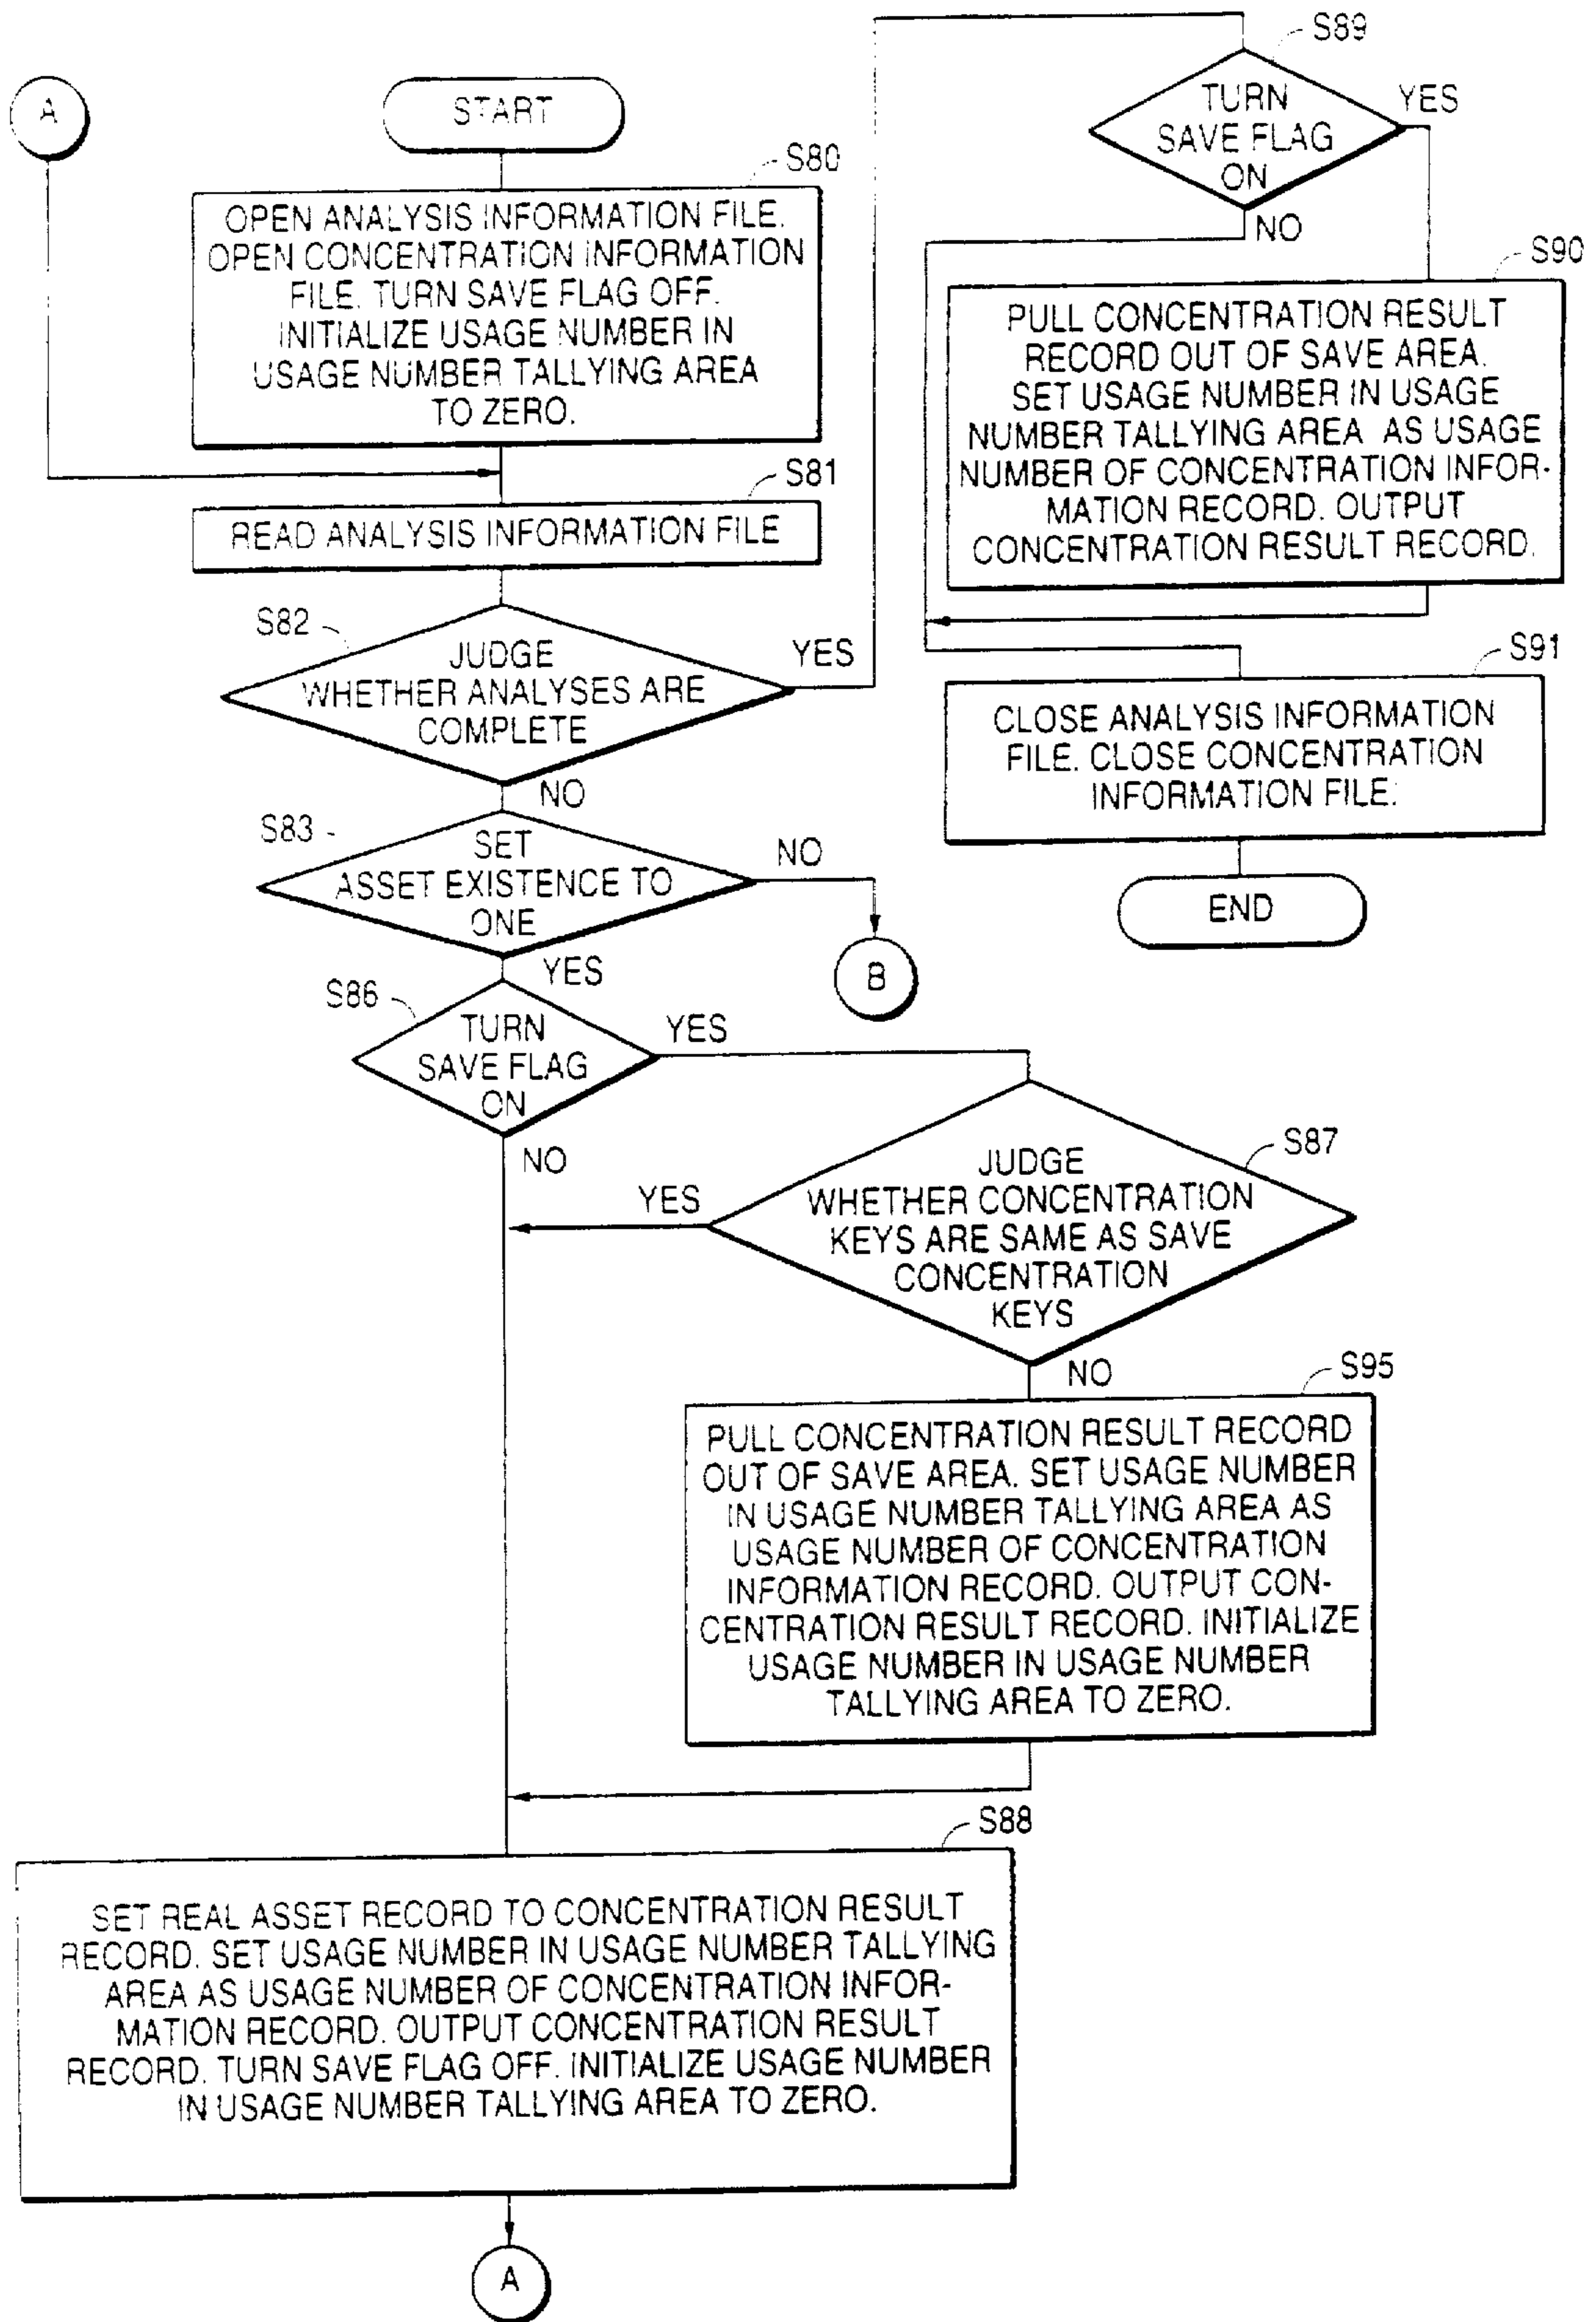 A
START
S80
OPEN ANALYSIS INFORMATION FILE.
OPEN CONCENTRATION INFORMATION
FILE. TURN SAVE FLAG OFF.
INITIALIZE USAGE NUMBER IN
USAGE NUMBER TALLYING AREA
TO ZERO.
S81
READ ANALYSIS INFORMATION FILE
S82
JUDGE
WHETHER ANALYSES ARE
COMPLETE
YES
NO
S83
SET
ASSET EXISTENCE TO
ONE
NO
B
YES
S86
TURN
SAVE FLAG
ON
YES
NO
S87
JUDGE
WHETHER CONCENTRATION
KEYS ARE SAME AS SAVE
CONCENTRATION
KEYS
YES
NO
S95
PULL CONCENTRATION RESULT RECORD
OUT OF SAVE AREA. SET USAGE NUMBER
IN USAGE NUMBER TALLYING AREA AS
USAGE NUMBER OF CONCENTRATION
INFORMATION RECORD. OUTPUT CON-
CENTRATION RESULT RECORD. INITIALIZE
USAGE NUMBER IN USAGE NUMBER
TALLYING AREA TO ZERO.
S88
SET REAL ASSET RECORD TO CONCENTRATION RESULT
RECORD. SET USAGE NUMBER IN USAGE NUMBER TALLYING
AREA AS USAGE NUMBER OF CONCENTRATION INFOR-
MATION RECORD. OUTPUT CONCENTRATION RESULT
RECORD. TURN SAVE FLAG OFF. INITIALIZE USAGE NUMBER
IN USAGE NUMBER TALLYING AREA TO ZERO.
A
S89
TURN
SAVE FLAG
ON
YES
NO
S90
PULL CONCENTRATION RESULT
RECORD OUT OF SAVE AREA.
SET USAGE NUMBER IN USAGE
NUMBER TALLYING AREA AS USAGE
NUMBER OF CONCENTRATION INFOR-
MATION RECORD. OUTPUT
CONCENTRATION RESULT RECORD.
S91
CLOSE ANALYSIS INFORMATION
FILE. CLOSE CONCENTRATION
INFORMATION FILE.
END